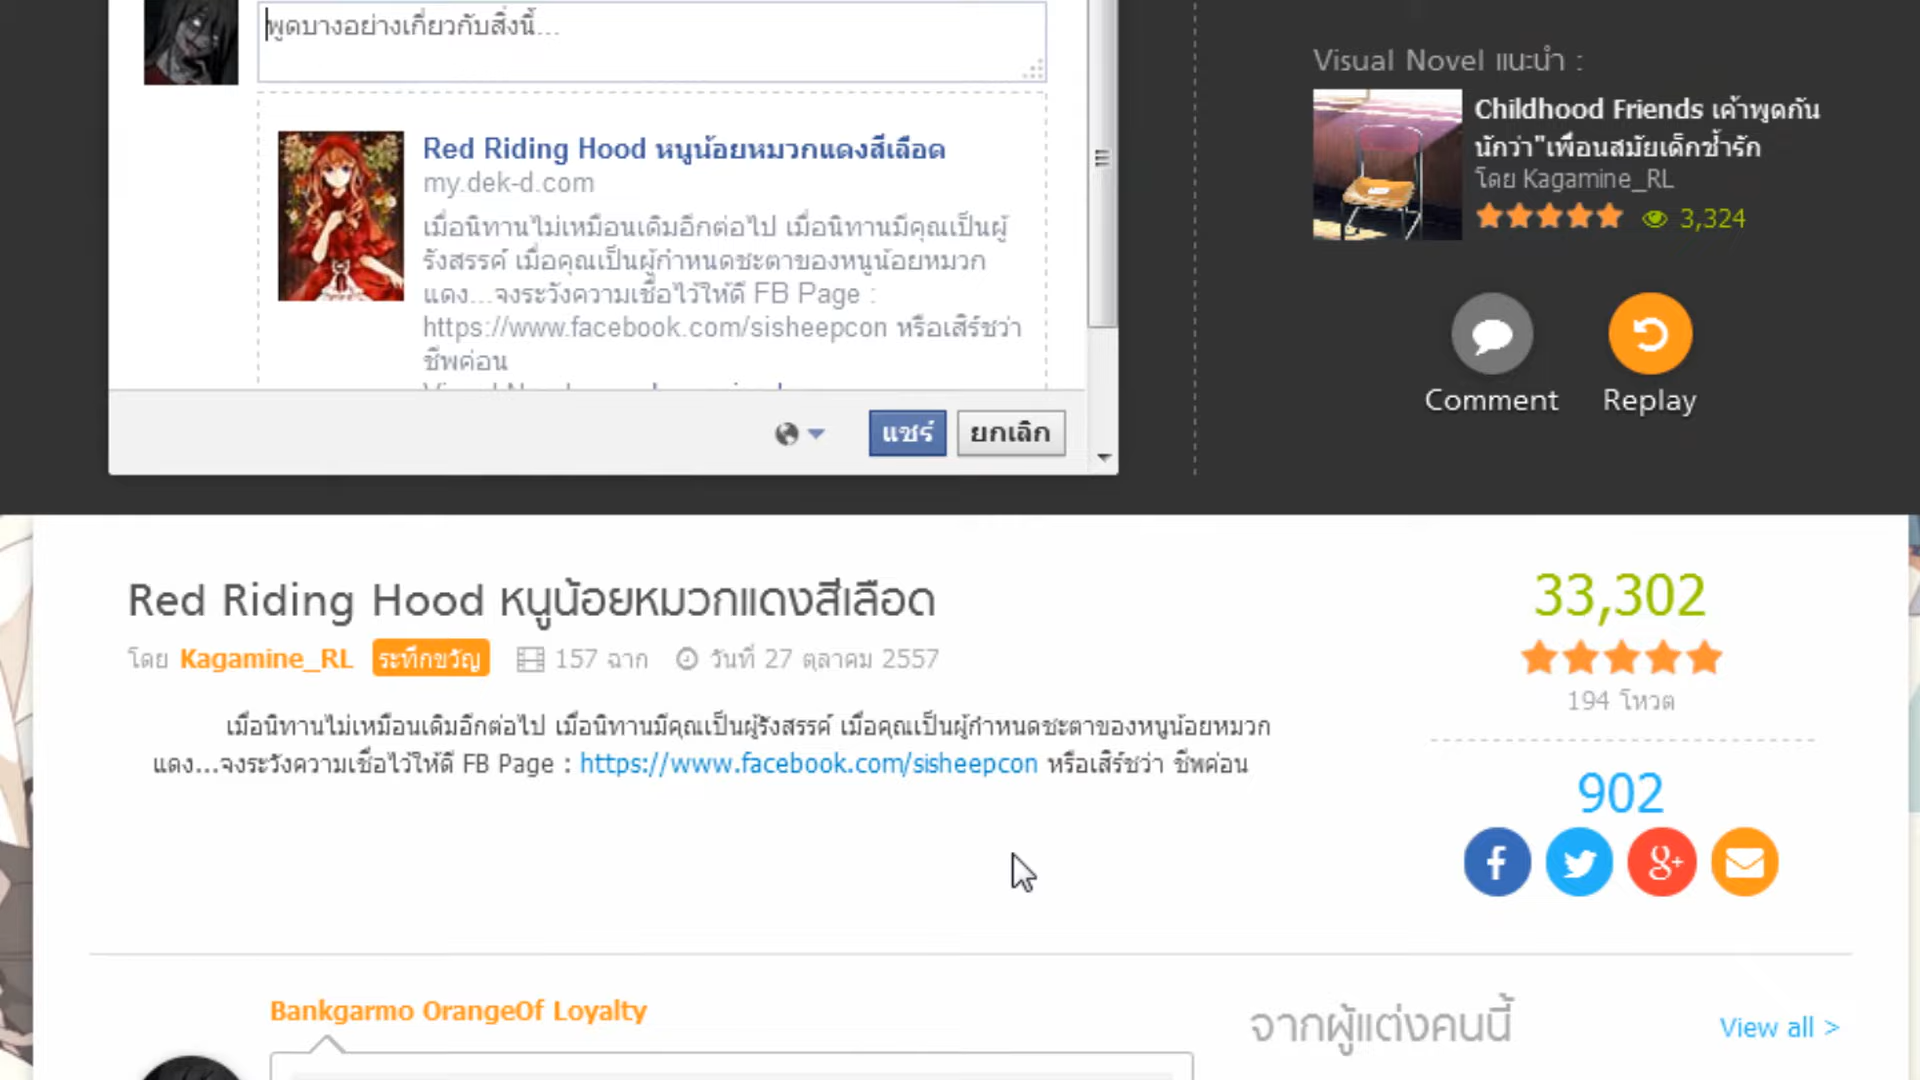 พูดบางอย่างเกี่ยวกับสิ่งนี้...
Red Riding Hood หนูน้อยหมวกแดงสีเลือด
my.dek-d.com
เมื่อนิทานไม่เหมือนเดิมอีกต่อไป เมื่อนิทานมีคุณเป็นผู้
รังสรรค์ เมื่อคุณเป็นผู้กำหนดชะตาของหนูน้อยหมวก
แดง...จงระวังความเชื่อไว้ให้ดี FB Page :
https://www.facebook.com/sisheepcon หรือเสิร์ชว่า
ชีพค่อน
แชร์
ยกเลิก
Visual Novel แนะนำ :
Childhood Friends เค้าพูดกัน
นักว่า"เพื่อนสมัยเด็กซ้ำรัก
โดย Kagamine_RL
3,324
Comment
Replay
Red Riding Hood หนูน้อยหมวกแดงสีเลือด
โดย Kagamine_RL ระทึกขวัญ 157 ฉาก วันที่ 27 ตุลาคม 2557
เมื่อนิทานไม่เหมือนเดิมอีกต่อไป เมื่อนิทานมีคุณเป็นผู้รังสรรค์ เมื่อคุณเป็นผู้กำหนดชะตาของหนูน้อยหมวก
แดง...จงระวังความเชื่อไว้ให้ดี FB Page : https://www.facebook.com/sisheepcon หรือเสิร์ชว่า ชีพค่อน
33,302
194 โหวต
902
Bankgarmo OrangeOf Loyalty
จากผู้แต่งคนนี้
View all >